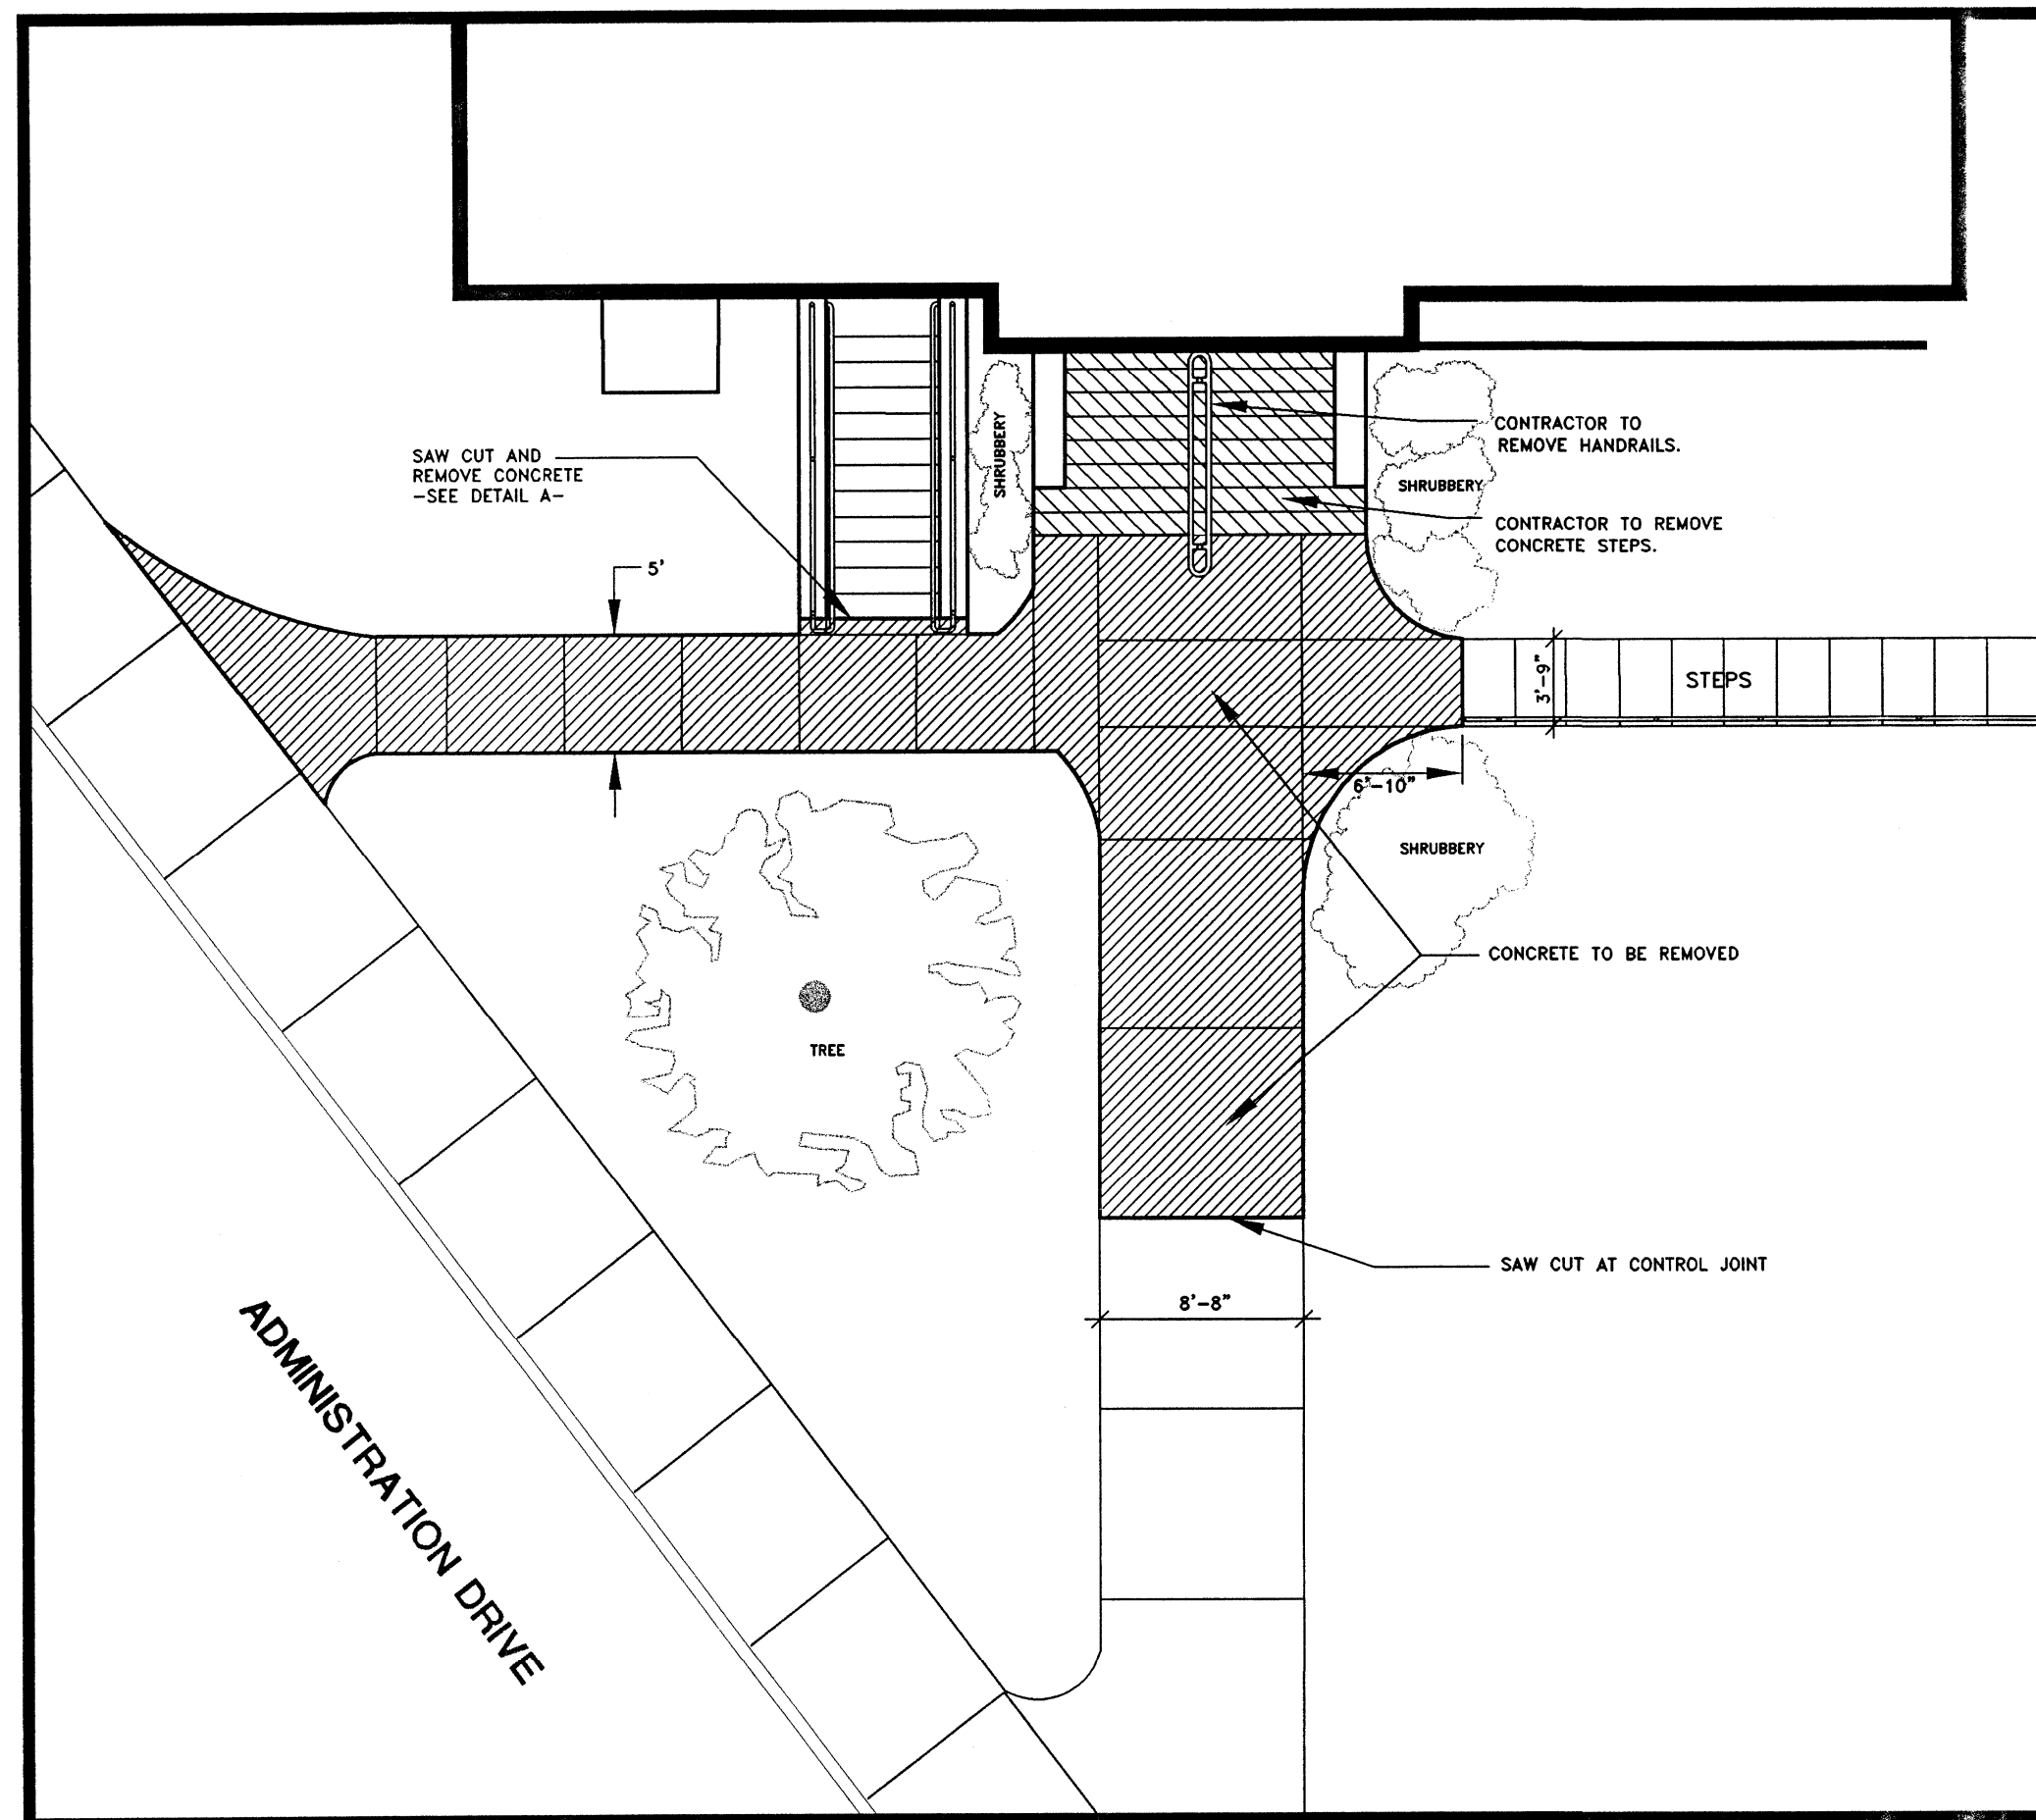 CONTRACTOR TO
REMOVE HANDRAILS.
SAW CUT AND
REMOVE CONCRETE
-SEE DETAIL A-
SHRUBBERY
SHRUBBERY
CONTRACTOR TO REMOVE
CONCRETE STEPS.
5'
3'-9"
STEPS
6'-10"
SHRUBBERY
CONCRETE TO BE REMOVED
TREE
SAW CUT AT CONTROL JOINT
8'-8"
ADMINISTRATION DRIVE